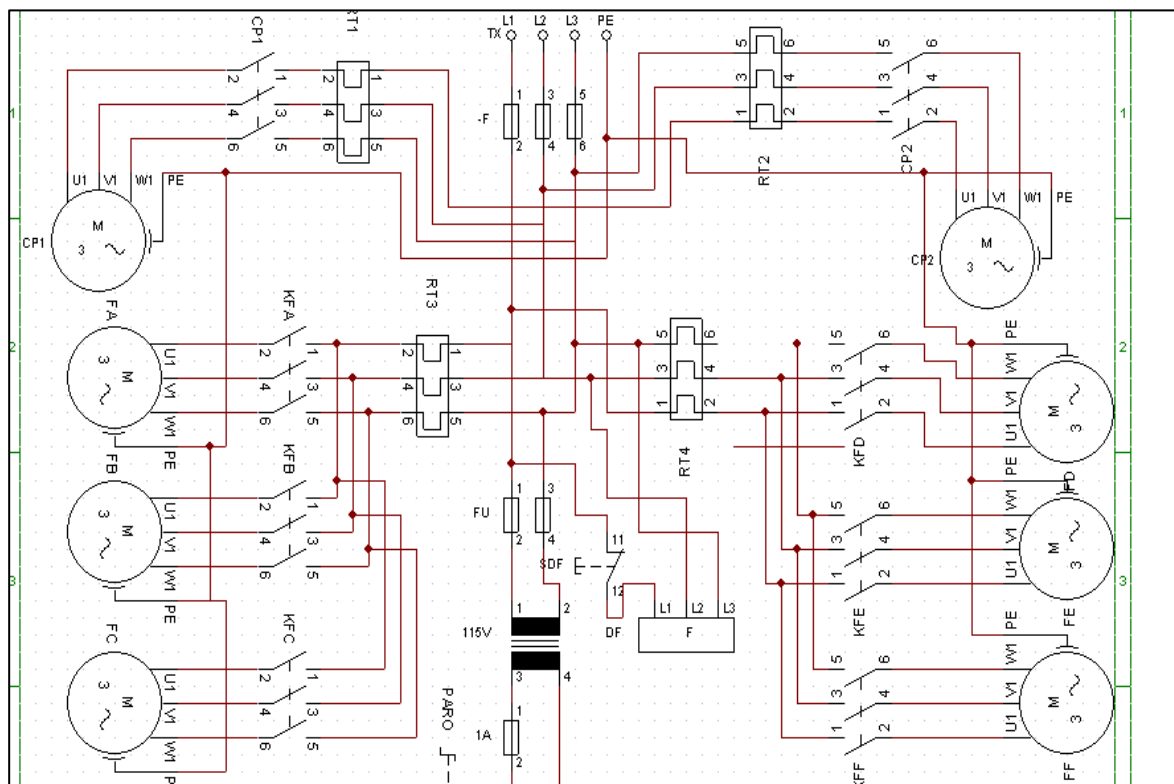 L1 L2 L3 PE
TX
CP1
RT1
2 1 2 1
4 3 4 3
6 5 6 5
U1 V1 W1 PE
M
3
CP1
-F
1 3 5
2 4 6
5 6 5 6
3 4 3 4
1 2 1 2
RT2
CP2
U1 V1 W1 PE
M
3
CP2
FA
KFA
RT3
U1 2 1 2 1
V1 4 3 4 3
W1 6 5 6 5
PE
M
3
5 6 5 6
3 4 3 4
1 2 1 2
RT4
KFD
PE
W1
V1
U1
M
3
FD
FB
KFB
U1 2 1
V1 4 3
W1 6 5
PE
M
3
FU
1 3
2 4
SDF
11
12
DF
L1 L2 L3
F
5 6
3 4
1 2
KFE
PE
W1
V1
U1
M
3
FE
FC
KFC
U1 2 1
V1 4 3
W1 6 5
M
3
115V
1 2
3 4
PARO
1A
1
2
5 6
3 4
1 2
KFF
PE
W1
V1
U1
M
3
FF
1 1
2 2
3 3